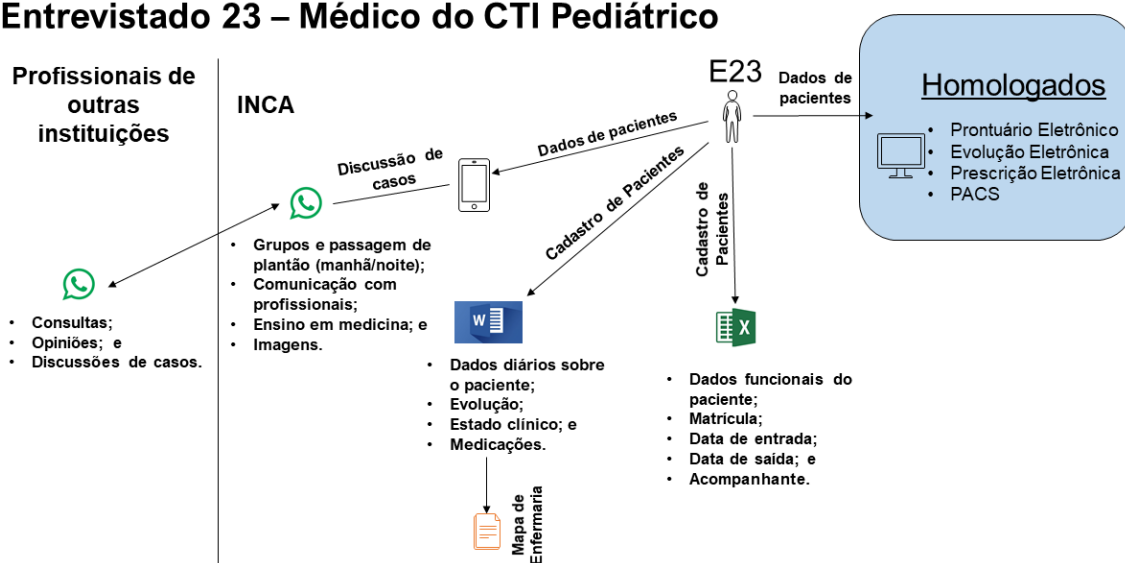 Entrevistado 23 – Médico do CTI Pediátrico
Profissionais de
outras
instituições
INCA
E23
Dados de
pacientes
Homologados
• Prontuário Eletrônico
• Evolução Eletrônica
• Prescrição Eletrônica
• PACS
Dados de pacientes
Discussão de
casos
Cadastro de Pacientes
Cadastro de
Pacientes
• Grupos e passagem de
plantão (manhã/noite);
• Comunicação com
profissionais;
• Ensino em medicina; e
• Imagens.
• Consultas;
• Opiniões; e
• Discussões de casos.
W
X
• Dados diários sobre
o paciente;
• Evolução;
• Estado clínico; e
• Medicações.
• Dados funcionais do
paciente;
• Matrícula;
• Data de entrada;
• Data de saída; e
• Acompanhante.
Mapa de
Enfermaria